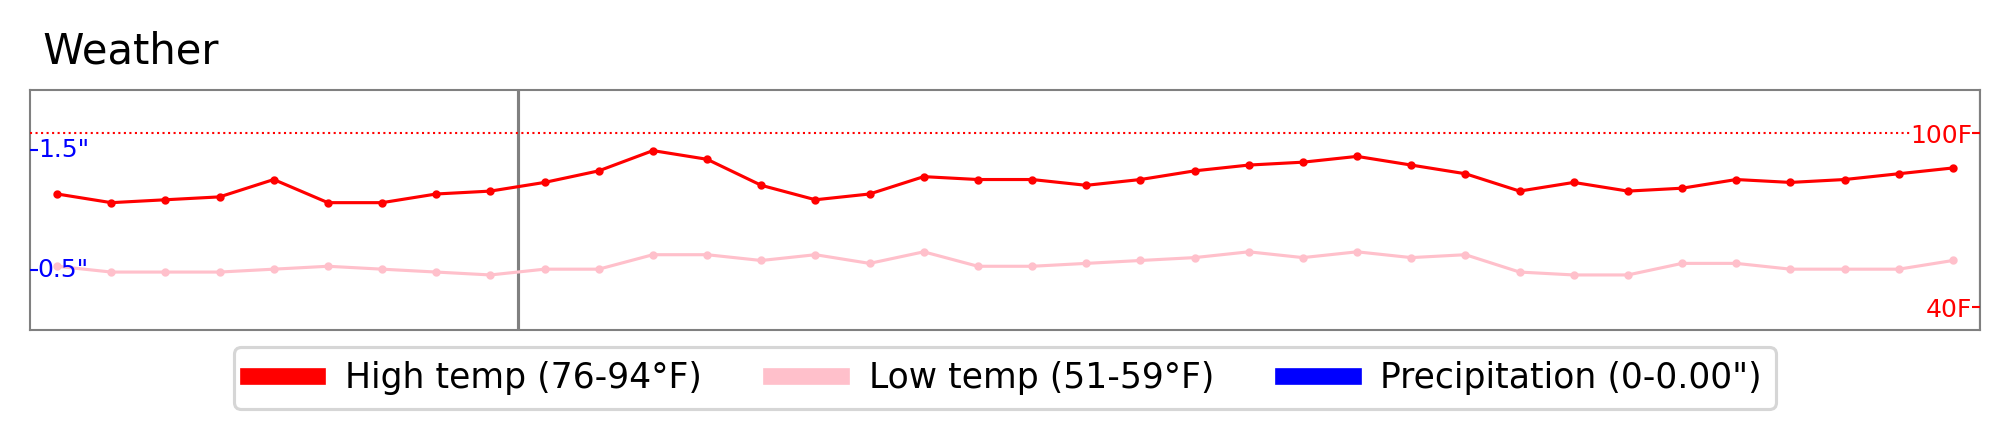 Weather
1.5"
100F
0.5"
40F
High temp (76-94°F) Low temp (51-59°F) Precipitation (0-0.00")